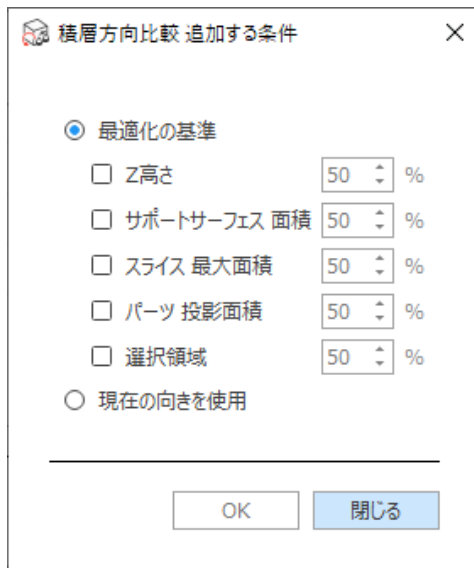 積層方向比較 追加する条件
最適化の基準
Z高さ 50 %
サポートサーフェス 面積 50 %
スライス 最大面積 50 %
パーツ 投影面積 50 %
選択領域 50 %
現在の向きを使用
OK 閉じる